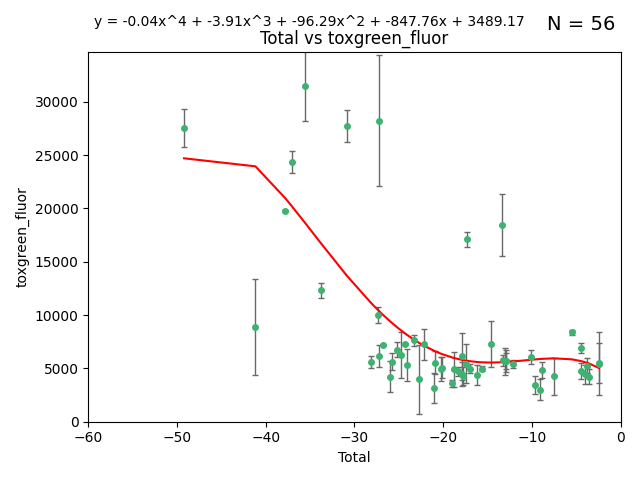 y = -0.04x^4 + -3.91x^3 + -96.29x^2 + -847.76x + 3489.17
N = 56
Total vs toxgreen_fluor
30000
25000
20000
15000
10000
5000
0
toxgreen_fluor
−60
−50
−40
−30
−20
−10
0
Total